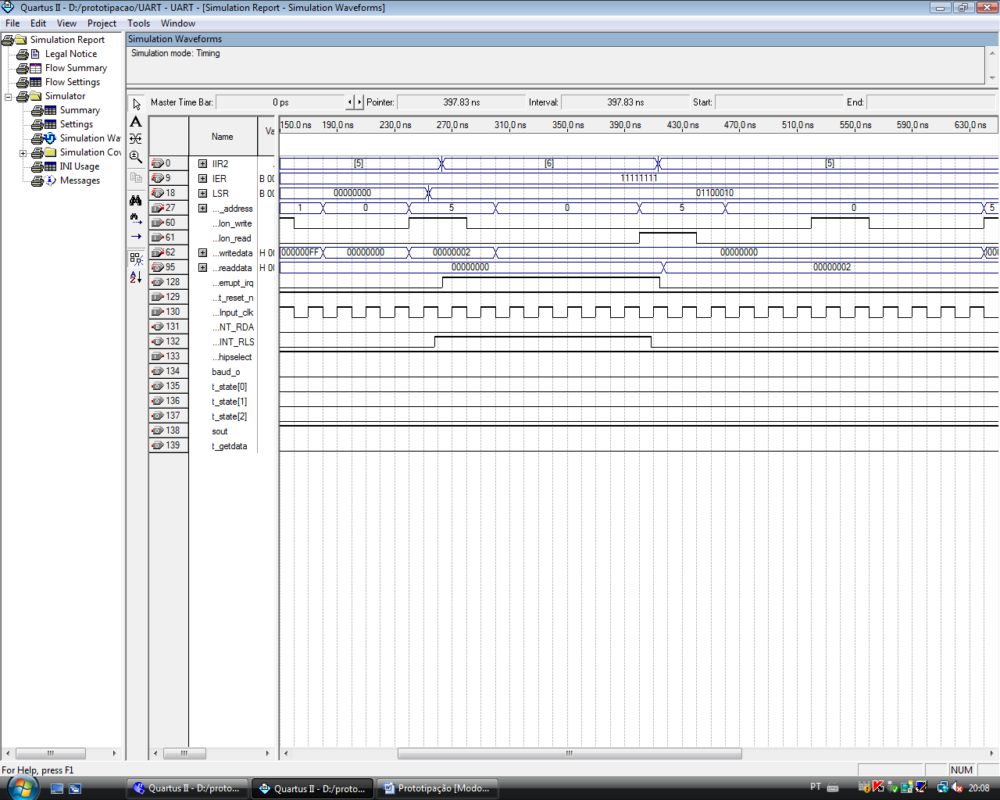 Quartus II - D:/prototipacao/UART - UART - [Simulation Report - Simulation Waveforms]
File Edit View Project Tools Window
Simulation Report
Legal Notice
Flow Summary
Flow Settings
Simulator
Summary
Settings
Simulation Wa
Simulation Cov
INI Usage
Messages
Simulation Waveforms
Simulation mode: Timing
Master Time Bar: 0 ps Pointer: 397.83 ns Interval: 397.83 ns Start: End:
Name Va
150.0 ns 190.0 ns 230.0 ns 270.0 ns 310.0 ns 350.0 ns 390.0 ns 430.0 ns 470.0 ns 510.0 ns 550.0 ns 590.0 ns 630.0 ns
0 IIR2 [5] [6] [5]
9 IER B 00 11111111
18 LSR B 00 00000000 01100010
27 ..._address 1 0 5 0 5 0 5
60 ...lon_write
61 ...lon_read
62 ...writedata H 00 000000FF 00000000 00000002 00000000 000
95 ...readdata H 00 00000000 00000002
128 ...errupt_irq
129 ...t_reset_n
130 ...Input_clk
131 ...NT_RDA
132 ...INT_RLS
133 ...hipselect
134 baud_o
135 t_state[0]
136 t_state[1]
137 t_state[2]
138 sout
139 t_getdata
For Help, press F1
NUM
Quartus II - D:/proto...
Quartus II - D:/proto...
Prototipação [Modo...
PT
20:08